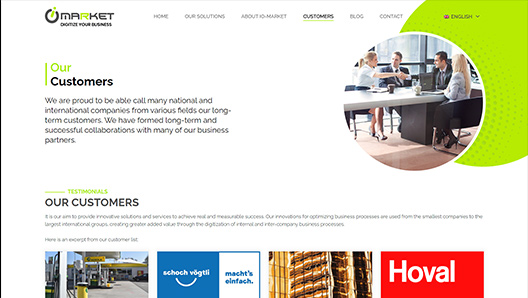 MARKET
DIGITIZE YOUR BUSINESS
HOME
OUR SOLUTIONS
ABOUT IO-MARKET
CUSTOMERS
BLOG
CONTACT
ENGLISH
Our
Customers
We are proud to be able call many national and
international companies from various fields our long-
term customers. We have formed long-term and
successful collaborations with many of our business
partners.
TESTIMONIALS
OUR CUSTOMERS
It is our aim to provide innovative solutions and services to achieve real and measurable success. Our innovations for optimizing business processes are used from the smallest companies to the
largest international groups, creating greater added value through the digitization of internal and inter-company business processes.
Here is an excerpt from our customer list:
schoch vögtli
macht's
einfach.
Hoval